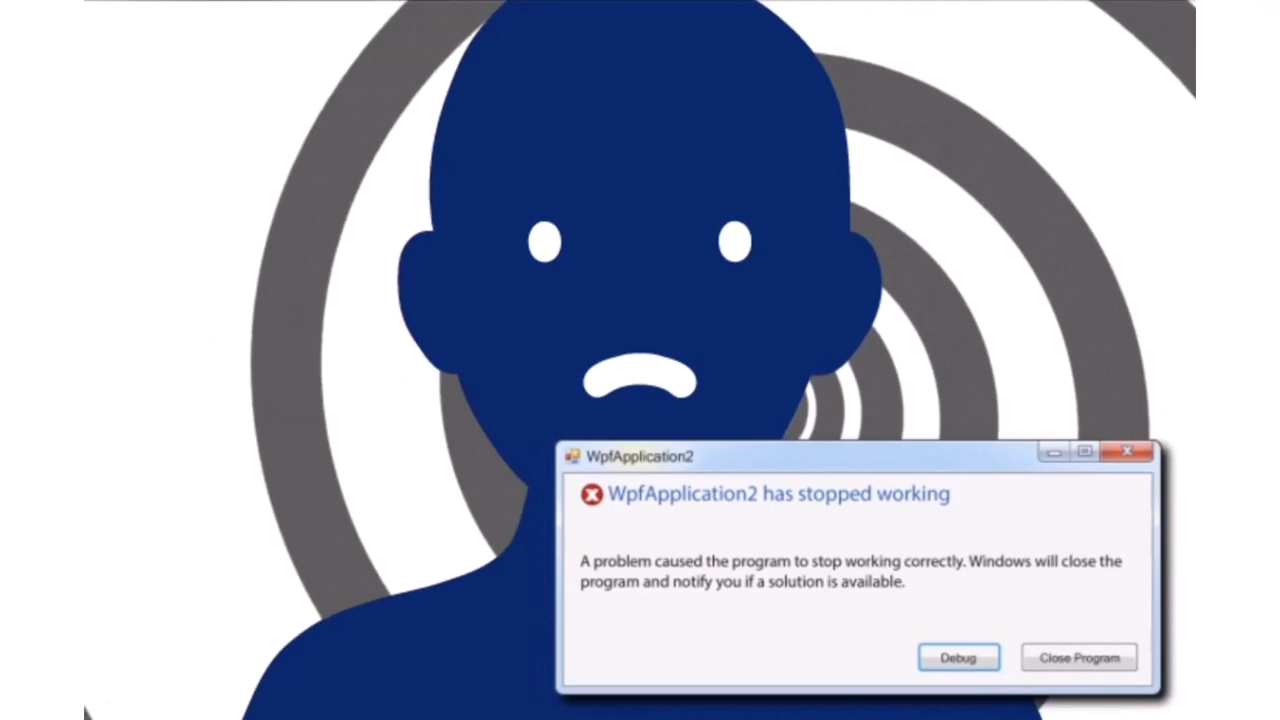 WpfApplication2
WpfApplication2 has stopped working
A problem caused the program to stop working correctly. Windows will close the
program and notify you if a solution is available.
Debug
Close Program